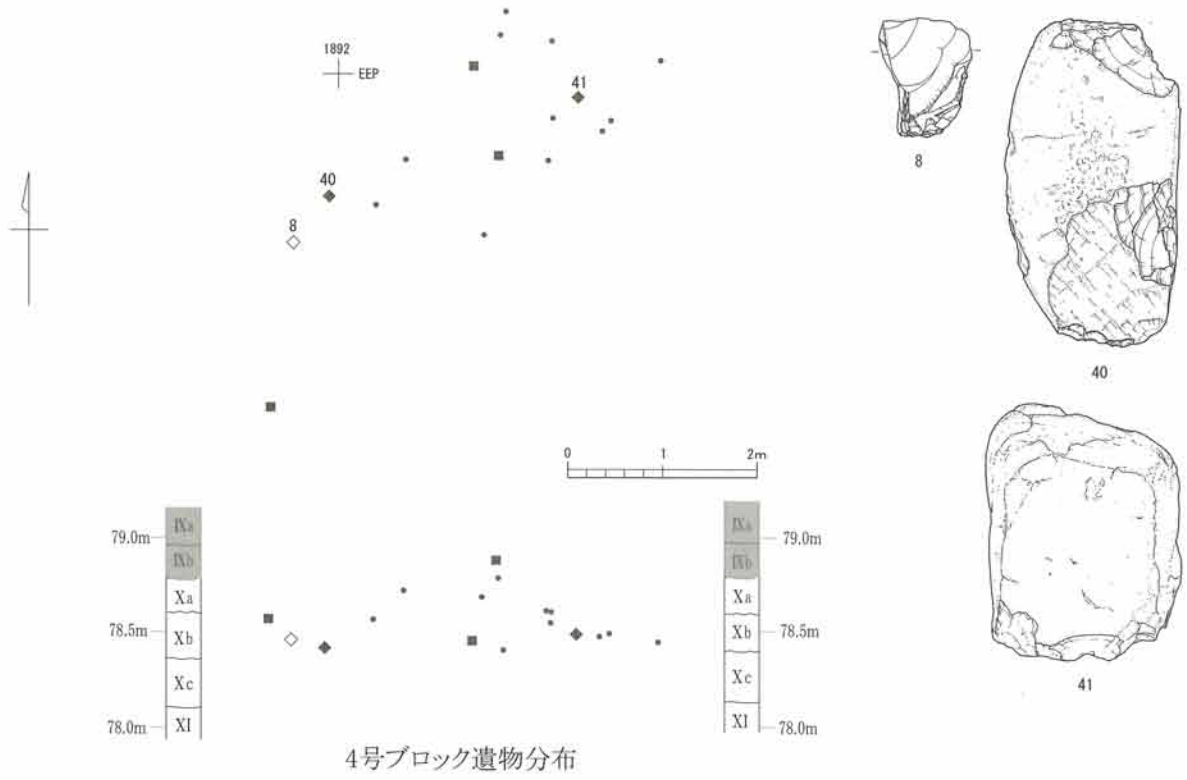 1892
EEP
41
40
8
8
40
41
0 1 2m
79.0m
78.5m
78.0m
IXa
IXb
Xa
Xb
Xc
XI
IXa
IXb
Xa
Xb
Xc
XI
79.0m
78.5m
78.0m
4号ブロック遺物分布